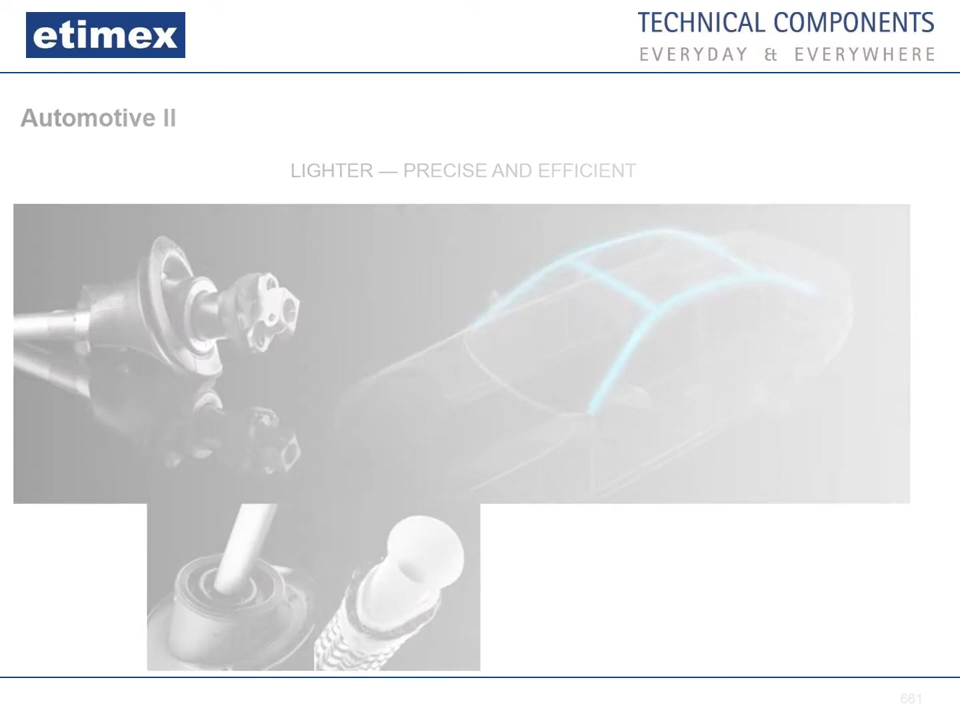 etimex
TECHNICAL COMPONENTS
EVERYDAY & EVERYWHERE
Automotive II
LIGHTER — PRECISE AND EFFICIENT
661